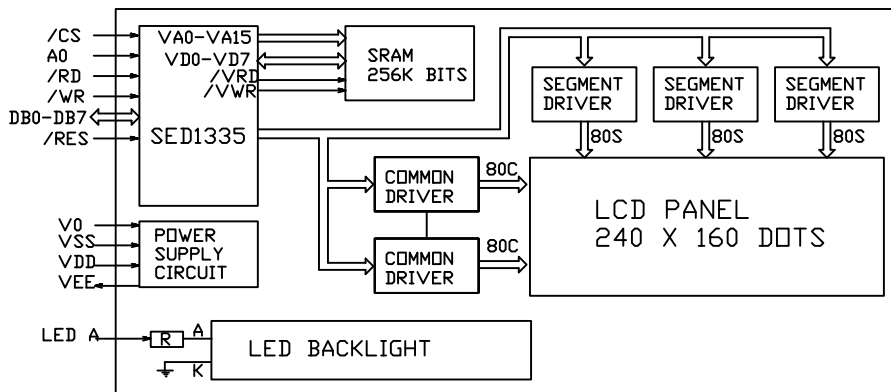 /CS
A0
/RD
/WR
DB0-DB7
/RES
VA0-VA15
VD0-VD7
/VRD
/VWR
SED1335
SRAM
256K BITS
SEGMENT
DRIVER
SEGMENT
DRIVER
SEGMENT
DRIVER
80S
80S
80S
COMMON
DRIVER
80C
COMMON
DRIVER
80C
LCD PANEL
240 X 160 DOTS
V0
VSS
VDD
VEE
POWER
SUPPLY
CIRCUIT
LED A
R
A
K
LED BACKLIGHT